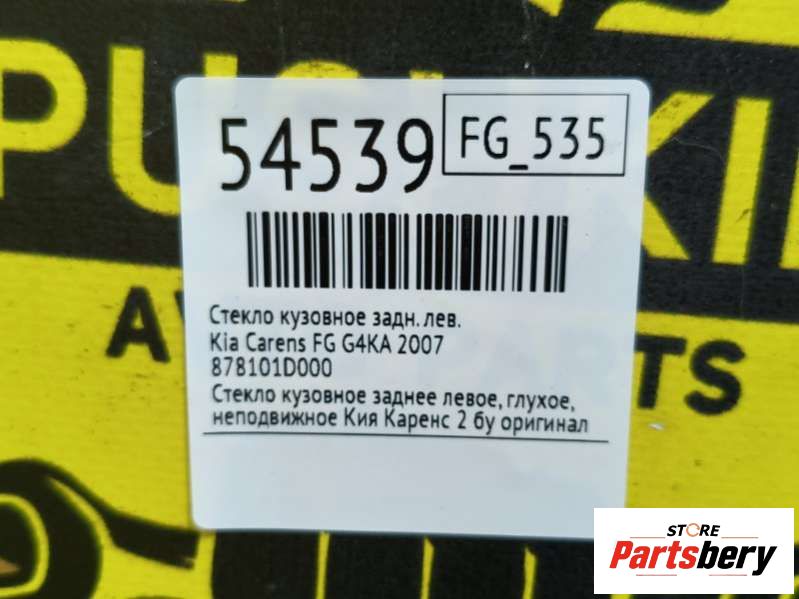 54539
FG_535
Стекло кузовное задн. лев.
Kia Carens FG G4KA 2007
878101D000
Стекло кузовное заднее левое, глухое,
неподвижное Кия Каренс 2 бу оригинал
STORE
Partsbery